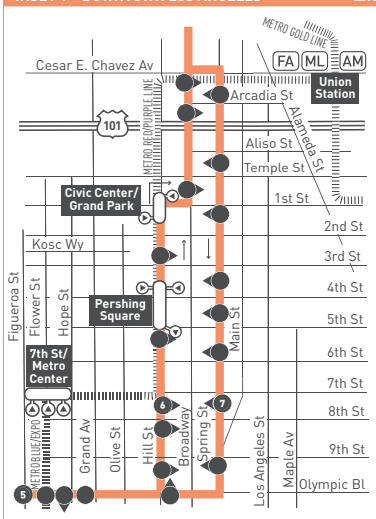 METRO GOLD LINE
Cesar E. Chavez Av
FA
ML
AM
Union
Station
METRO RED/PURPLE LINE
Arcadia St
101
Alameda St
Aliso St
Temple St
Civic Center/
Grand Park
1st St
2nd St
Kosc Wy
3rd St
4th St
Figueroa St
Flower St
Hope St
Pershing
Square
Main St
5th St
6th St
7th St/
Metro
Center
7th St
6
7
8th St
METRO BLUE/EXPO
Grand Av
Olive St
Hill St
Broadway
Spring St
Los Angeles St
Maple Av
9th St
5
Olympic Bl